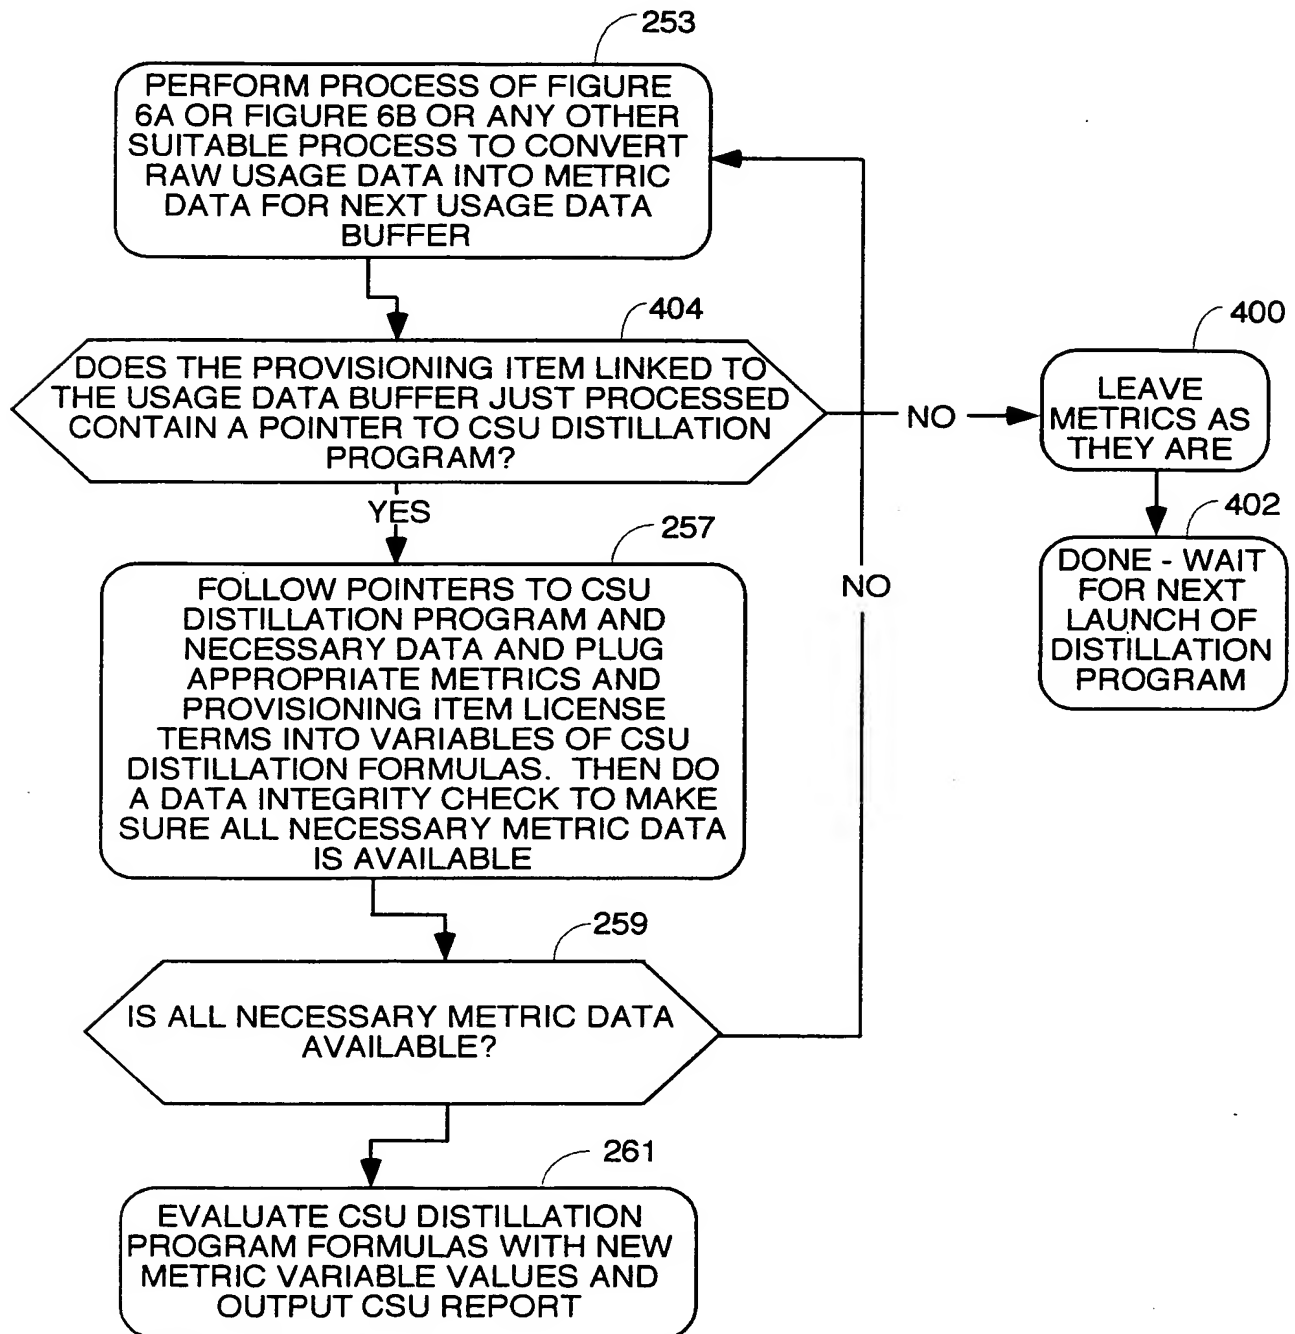 253
PERFORM PROCESS OF FIGURE
6A OR FIGURE 6B OR ANY OTHER
SUITABLE PROCESS TO CONVERT
RAW USAGE DATA INTO METRIC
DATA FOR NEXT USAGE DATA
BUFFER
404
DOES THE PROVISIONING ITEM LINKED TO
THE USAGE DATA BUFFER JUST PROCESSED
CONTAIN A POINTER TO CSU DISTILLATION
PROGRAM?
NO
400
LEAVE
METRICS AS
THEY ARE
402
DONE - WAIT
FOR NEXT
LAUNCH OF
DISTILLATION
PROGRAM
YES
257
FOLLOW POINTERS TO CSU
DISTILLATION PROGRAM AND
NECESSARY DATA AND PLUG
APPROPRIATE METRICS AND
PROVISIONING ITEM LICENSE
TERMS INTO VARIABLES OF CSU
DISTILLATION FORMULAS. THEN DO
A DATA INTEGRITY CHECK TO MAKE
SURE ALL NECESSARY METRIC DATA
IS AVAILABLE
NO
259
IS ALL NECESSARY METRIC DATA
AVAILABLE?
261
EVALUATE CSU DISTILLATION
PROGRAM FORMULAS WITH NEW
METRIC VARIABLE VALUES AND
OUTPUT CSU REPORT